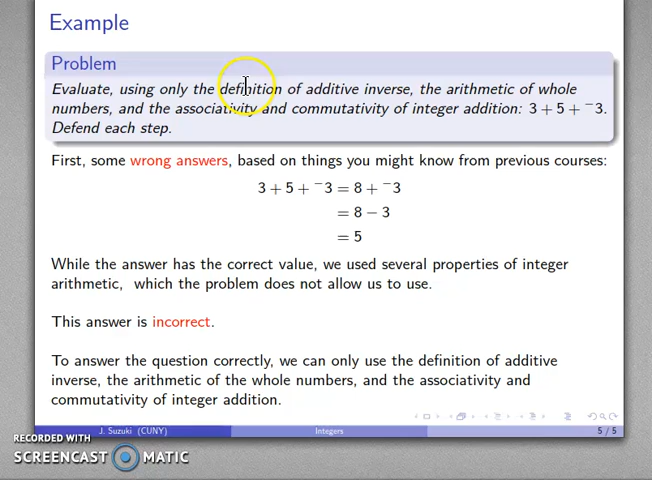 Example
Problem
Evaluate, using only the definition of additive inverse, the arithmetic of whole
numbers, and the associativity and commutativity of integer addition: 3 + 5 + ⁻3.
Defend each step.
First, some wrong answers, based on things you might know from previous courses:
3 + 5 + ⁻3 = 8 + ⁻3
= 8 − 3
= 5
While the answer has the correct value, we used several properties of integer
arithmetic, which the problem does not allow us to use.
This answer is incorrect.
To answer the question correctly, we can only use the definition of additive
inverse, the arithmetic of the whole numbers, and the associativity and
commutativity of integer addition.
J. Suzuki (CUNY) Integers 5 / 5
RECORDED WITH
SCREENCAST MATIC